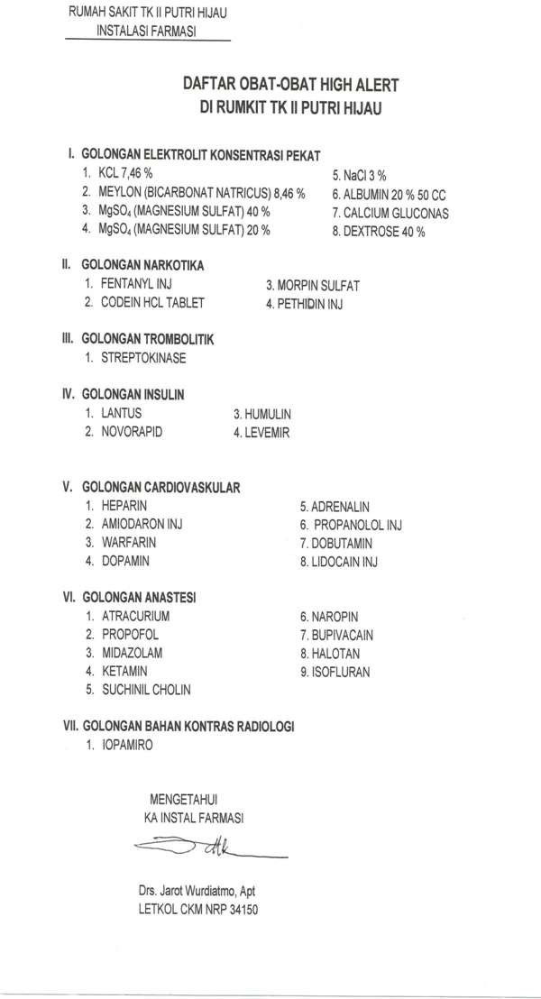 RUMAH SAKIT TK II PUTRI HIJAU
INSTALASI FARMASI
DAFTAR OBAT-OBAT HIGH ALERT
DI RUMKIT TK II PUTRI HIJAU
I. GOLONGAN ELEKTROLIT KONSENTRASI PEKAT
1. KCL 7,46 %
2. MEYLON (BICARBONAT NATRICUS) 8,46 %
3. MgSO₄ (MAGNESIUM SULFAT) 40 %
4. MgSO₄ (MAGNESIUM SULFAT) 20 %
5. NaCl 3 %
6. ALBUMIN 20 % 50 CC
7. CALCIUM GLUCONAS
8. DEXTROSE 40 %
II. GOLONGAN NARKOTIKA
1. FENTANYL INJ
2. CODEIN HCL TABLET
3. MORPIN SULFAT
4. PETHIDIN INJ
III. GOLONGAN TROMBOLITIK
1. STREPTOKINASE
IV. GOLONGAN INSULIN
1. LANTUS
2. NOVORAPID
3. HUMULIN
4. LEVEMIR
V. GOLONGAN CARDIOVASKULAR
1. HEPARIN
2. AMIODARON INJ
3. WARFARIN
4. DOPAMIN
5. ADRENALIN
6. PROPANOLOL INJ
7. DOBUTAMIN
8. LIDOCAIN INJ
VI. GOLONGAN ANASTESI
1. ATRACURIUM
2. PROPOFOL
3. MIDAZOLAM
4. KETAMIN
5. SUCHINIL CHOLIN
6. NAROPIN
7. BUPIVACAIN
8. HALOTAN
9. ISOFLURAN
VII. GOLONGAN BAHAN KONTRAS RADIOLOGI
1. IOPAMIRO
MENGETAHUI
KA INSTAL FARMASI
Drs. Jarot Wurdiatmo, Apt
LETKOL CKM NRP 34150